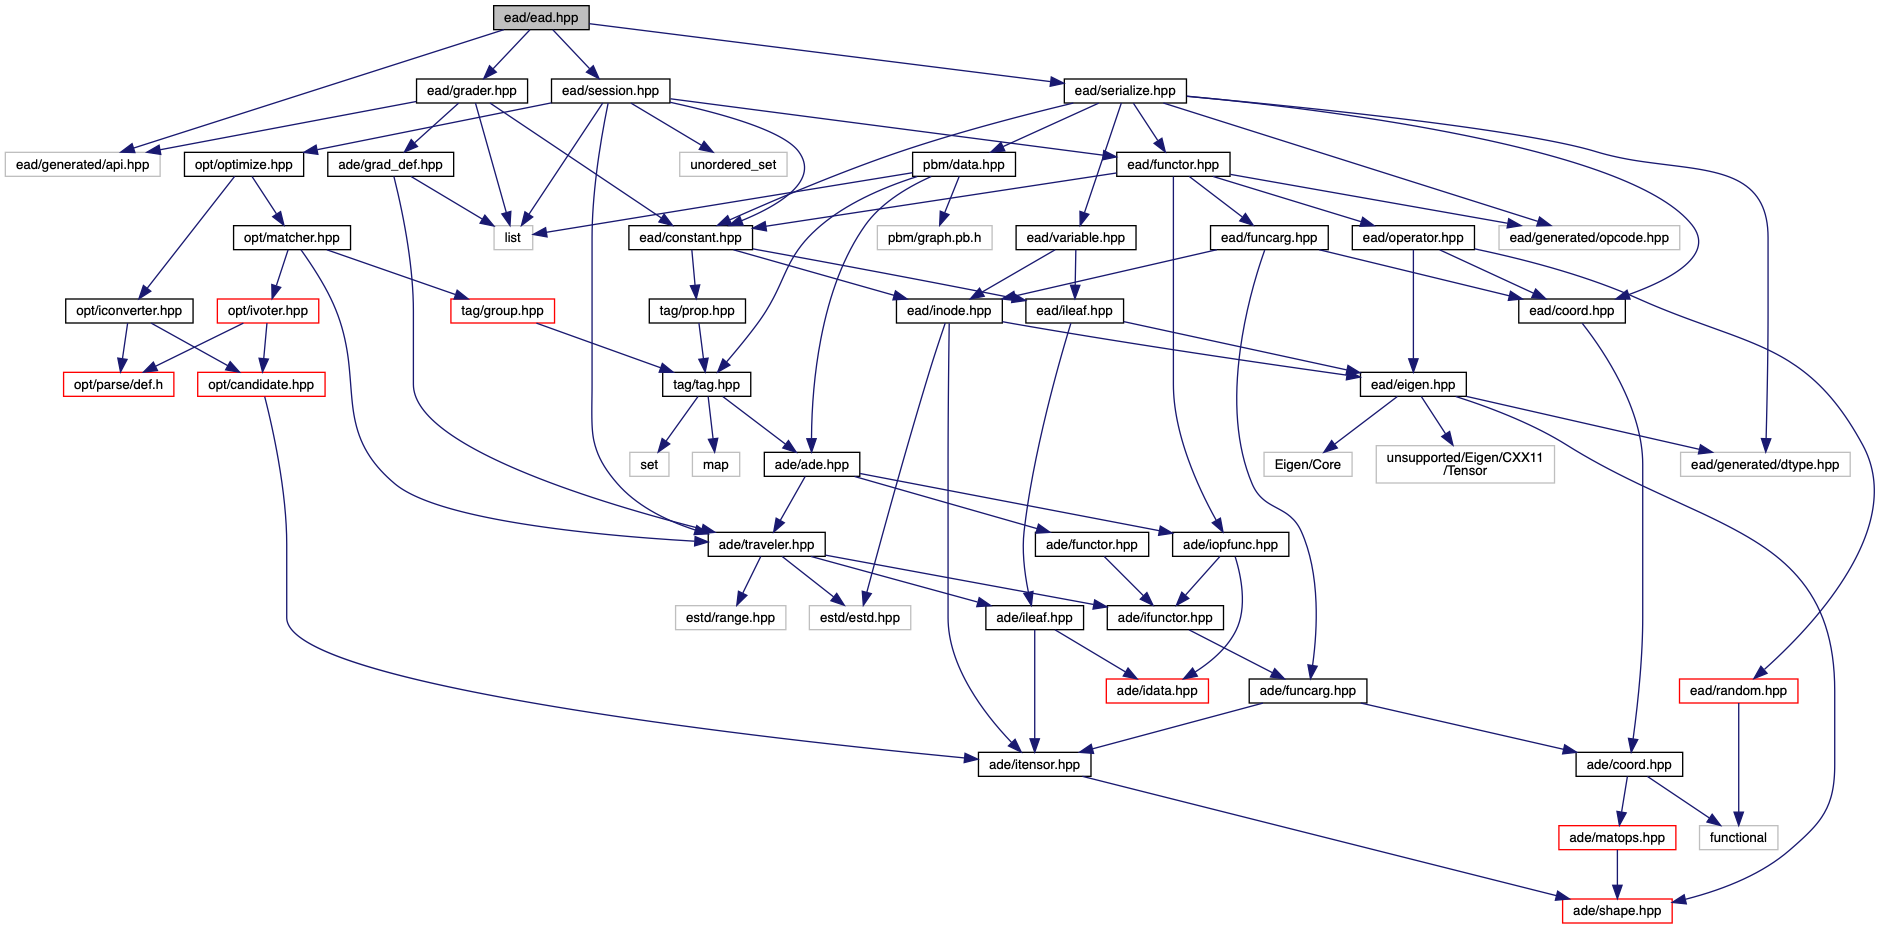 ead/ead.hpp
ead/grader.hpp
ead/session.hpp
ead/serialize.hpp
ead/generated/api.hpp
opt/optimize.hpp
ade/grad_def.hpp
unordered_set
pbm/data.hpp
ead/functor.hpp
opt/matcher.hpp
list
ead/constant.hpp
pbm/graph.pb.h
ead/variable.hpp
ead/funcarg.hpp
ead/operator.hpp
ead/generated/opcode.hpp
opt/iconverter.hpp
opt/ivoter.hpp
tag/group.hpp
tag/prop.hpp
ead/inode.hpp
ead/ileaf.hpp
ead/coord.hpp
opt/parse/def.h
opt/candidate.hpp
tag/tag.hpp
ead/eigen.hpp
set
map
ade/ade.hpp
Eigen/Core
unsupported/Eigen/CXX11
/Tensor
ead/generated/dtype.hpp
ade/traveler.hpp
ade/functor.hpp
ade/iopfunc.hpp
estd/range.hpp
estd/estd.hpp
ade/ileaf.hpp
ade/ifunctor.hpp
ade/idata.hpp
ade/funcarg.hpp
ead/random.hpp
ade/itensor.hpp
ade/coord.hpp
ade/matops.hpp
functional
ade/shape.hpp